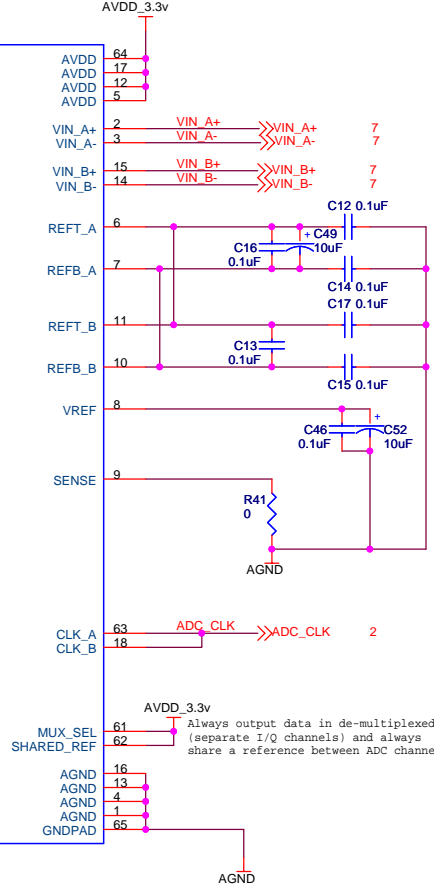 AVDD_3.3v
AVDD 64
AVDD 17
AVDD 12
AVDD 5
VIN_A+ 2 VIN_A+ VIN_A+ 7
VIN_A- 3 VIN_A- VIN_A- 7
VIN_B+ 15 VIN_B+ VIN_B+ 7
VIN_B- 14 VIN_B- VIN_B- 7
C12 0.1uF
REFT_A 6
C16 0.1uF
+ C49 10uF
REFB_A 7
C14 0.1uF
C17 0.1uF
REFT_B 11
C13 0.1uF
REFB_B 10
C15 0.1uF
VREF 8
C46 0.1uF
+ C52 10uF
SENSE 9
R41
0
AGND
CLK_A 63 ADC_CLK ADC_CLK 2
CLK_B 18
AVDD_3.3v
Always output data in de-multiplexed
(separate I/Q channels) and always
share a reference between ADC channe
MUX_SEL 61
SHARED_REF 62
AGND 16
AGND 13
AGND 4
AGND 1
GNDPAD 65
AGND